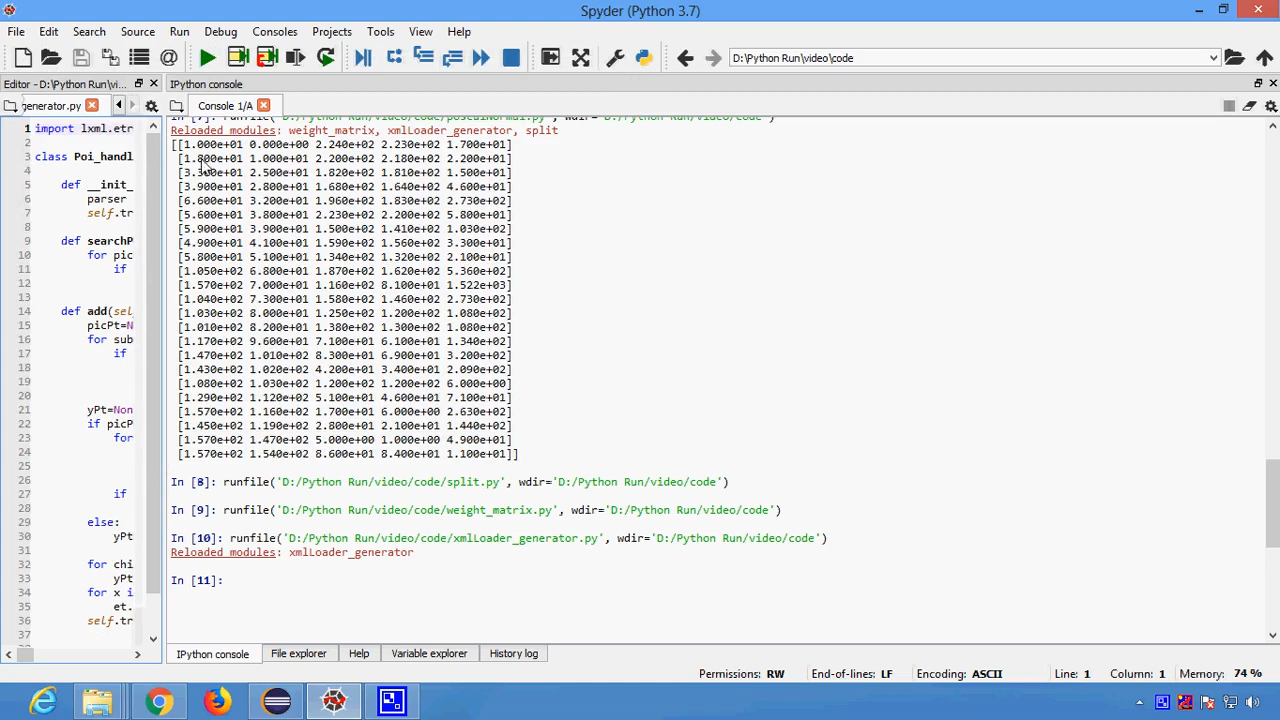 Spyder (Python 3.7)
File Edit Search Source Run Debug Consoles Projects Tools View Help
D:\Python Run\video\code
Editor - D:\Python Run\vi...
IPython console
generator.py
Console 1/A
1 import lxml.etr
2
3 class Poi_handl
4
5 def __init_
6 parser
7 self.tr
8
9 def searchP
10 for pic
11 if
12
13
14 def add(sel
15 picPt=N
16 for sub
17 if
18
19
20
21 yPt=Non
22 if picP
23 for
24
25
26
27 if
28
29 else:
30 yPt
31
32 for chi
33 yPt
34 for x i
35 et.
36 self.tr
37
Reloaded modules: weight_matrix, xmlLoader_generator, split
[[1.000e+01 0.000e+00 2.240e+02 2.230e+02 1.700e+01]
[1.800e+01 1.000e+01 2.200e+02 2.180e+02 2.200e+01]
2.500e+01 1.820e+02 1.810e+02 1.500e+01]
[3.900e+01 2.800e+01 1.680e+02 1.640e+02 4.600e+01]
[6.600e+01 3.200e+01 1.960e+02 1.830e+02 2.730e+02]
[5.600e+01 3.800e+01 2.230e+02 2.200e+02 5.800e+01]
[5.900e+01 3.900e+01 1.500e+02 1.410e+02 1.030e+02]
[4.900e+01 4.100e+01 1.590e+02 1.560e+02 3.300e+01]
[5.800e+01 5.100e+01 1.340e+02 1.320e+02 2.100e+01]
[1.050e+02 6.800e+01 1.870e+02 1.620e+02 5.360e+02]
[1.570e+02 7.000e+01 1.160e+02 8.100e+01 1.522e+03]
[1.040e+02 7.300e+01 1.580e+02 1.460e+02 2.730e+02]
[1.030e+02 8.000e+01 1.250e+02 1.200e+02 1.080e+02]
[1.010e+02 8.200e+01 1.380e+02 1.300e+02 1.080e+02]
[1.170e+02 9.600e+01 7.100e+01 6.100e+01 1.340e+02]
[1.470e+02 1.010e+02 8.300e+01 6.900e+01 3.200e+02]
[1.430e+02 1.020e+02 4.200e+01 3.400e+01 2.090e+02]
[1.080e+02 1.030e+02 1.200e+02 1.200e+02 6.000e+00]
[1.290e+02 1.120e+02 5.100e+01 4.600e+01 7.100e+01]
[1.570e+02 1.160e+02 1.700e+01 6.000e+00 2.630e+02]
[1.450e+02 1.190e+02 2.800e+01 2.100e+01 1.440e+02]
[1.570e+02 1.470e+02 5.000e+00 1.000e+00 4.900e+01]
[1.570e+02 1.540e+02 8.600e+01 8.400e+01 1.100e+01]]
In [8]: runfile('D:/Python Run/video/code/split.py', wdir='D:/Python Run/video/code')
In [9]: runfile('D:/Python Run/video/code/weight_matrix.py', wdir='D:/Python Run/video/code')
In [10]: runfile('D:/Python Run/video/code/xmlLoader_generator.py', wdir='D:/Python Run/video/code')
Reloaded modules: xmlLoader_generator
In [11]:
IPython console File explorer Help Variable explorer History log
Permissions: RW End-of-lines: LF Encoding: ASCII Line: 1 Column: 1 Memory: 74 %